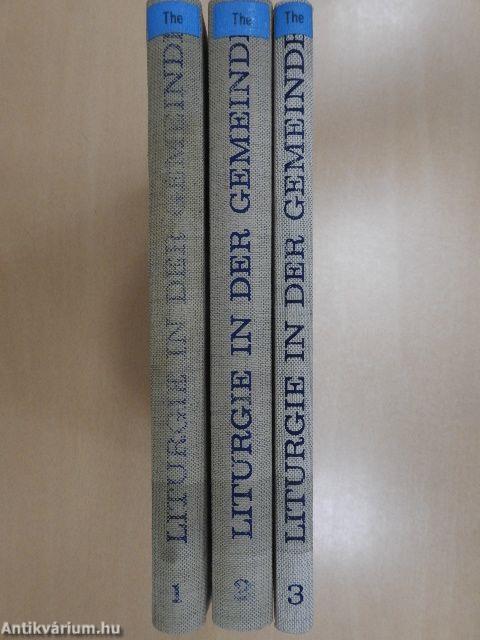 The
LITURGIE IN DER GEMEINDE
1
The
LITURGIE IN DER GEMEINDE
2
The
LITURGIE IN DER GEMEINDE
3
Antikvárium.hu